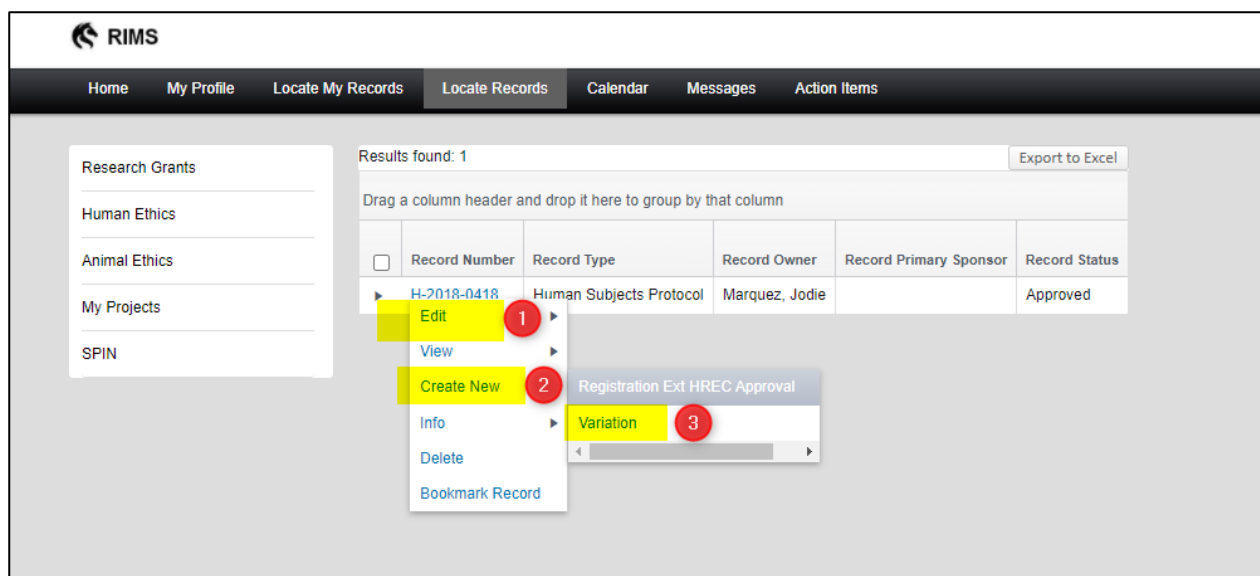 RIMS
Home My Profile Locate My Records Locate Records Calendar Messages Action Items
Research Grants
Human Ethics
Animal Ethics
My Projects
SPIN
Results found: 1 Export to Excel
Drag a column header and drop it here to group by that column
Record Number Record Type Record Owner Record Primary Sponsor Record Status
H-2018-0418 Human Subjects Protocol Marquez, Jodie Approved
Edit 1
View
Create New 2 Registration Ext HREC Approval
Info Variation 3
Delete
Bookmark Record